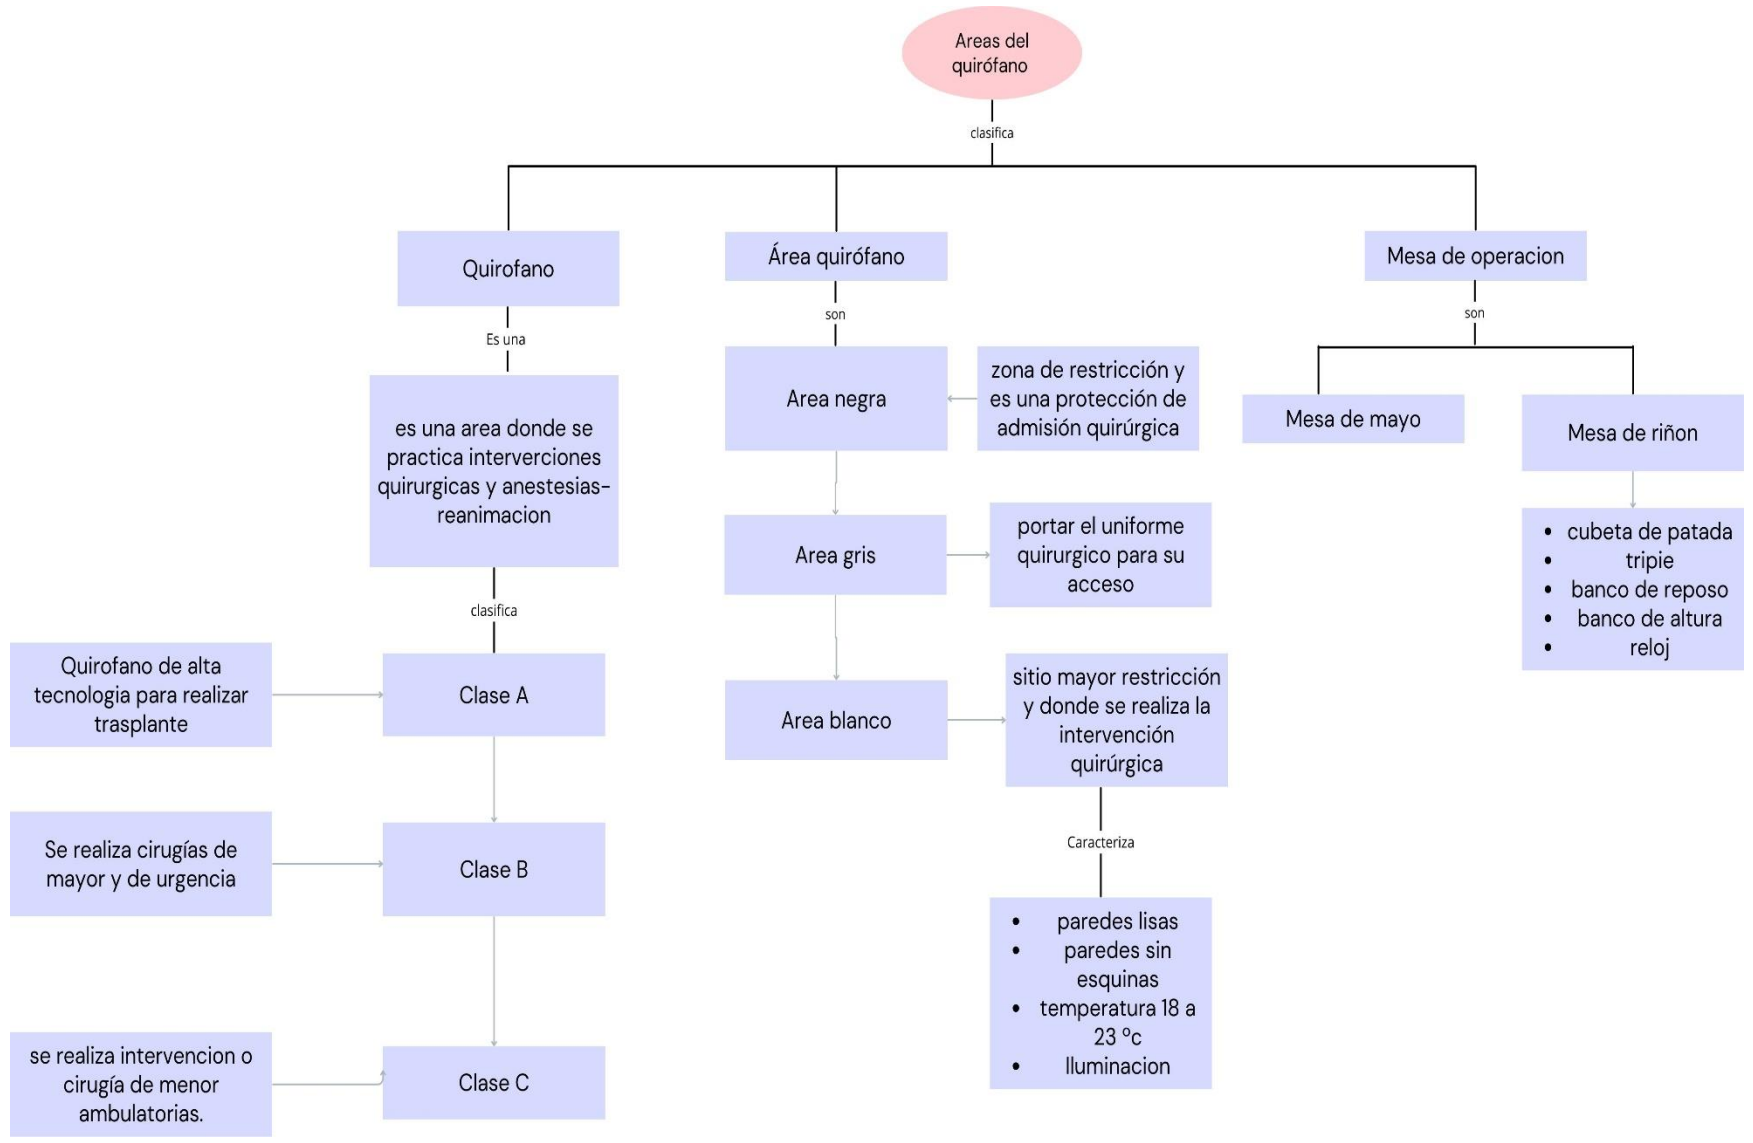 Areas del
quirófano
clasifica
Quirofano
Es una
es una area donde se
practica interverciones
quirurgicas y anestesias-
reanimacion
clasifica
Quirofano de alta
tecnologia para realizar
trasplante
Clase A
Se realiza cirugías de
mayor y de urgencia
Clase B
se realiza intervencion o
cirugía de menor
ambulatorias.
Clase C
Área quirófano
son
Area negra
zona de restricción y
es una protección de
admisión quirúrgica
Area gris
portar el uniforme
quirurgico para su
acceso
Area blanco
sitio mayor restricción
y donde se realiza la
intervención
quirúrgica
Caracteriza
• paredes lisas
• paredes sin
esquinas
• temperatura 18 a
23 ºc
• Iluminacion
Mesa de operacion
son
Mesa de mayo
Mesa de riñon
• cubeta de patada
• tripie
• banco de reposo
• banco de altura
• reloj